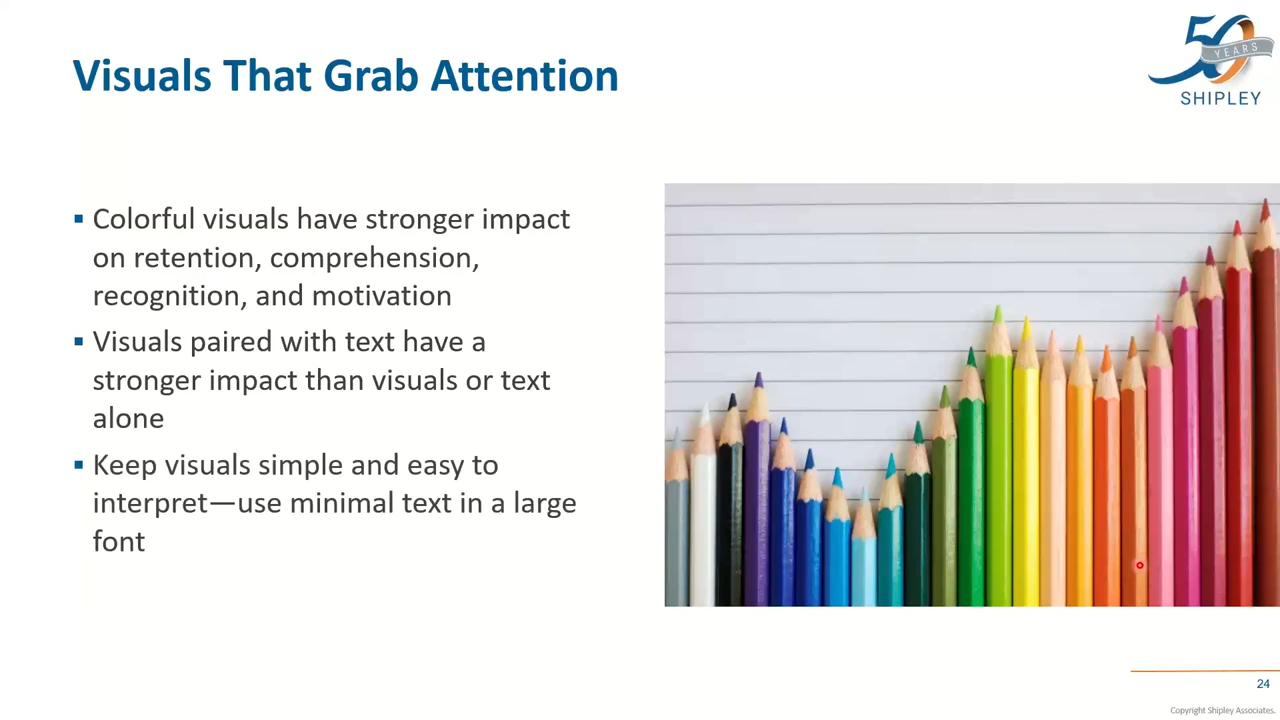 Visuals That Grab Attention
50
YEARS
SHIPLEY
▪ Colorful visuals have stronger impact
on retention, comprehension,
recognition, and motivation
▪ Visuals paired with text have a
stronger impact than visuals or text
alone
▪ Keep visuals simple and easy to
interpret—use minimal text in a large
font
24
Copyright Shipley Associates.